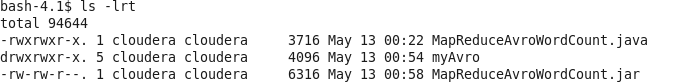 bash-4.1$ ls -lrt
total 94644
-rwxrwxr-x. 1 cloudera cloudera     3716 May 13 00:22 MapReduceAvroWordCount.java
drwxrwxr-x. 5 cloudera cloudera     4096 May 13 00:54 myAvro
-rw-rw-r--. 1 cloudera cloudera     6316 May 13 00:58 MapReduceAvroWordCount.jar